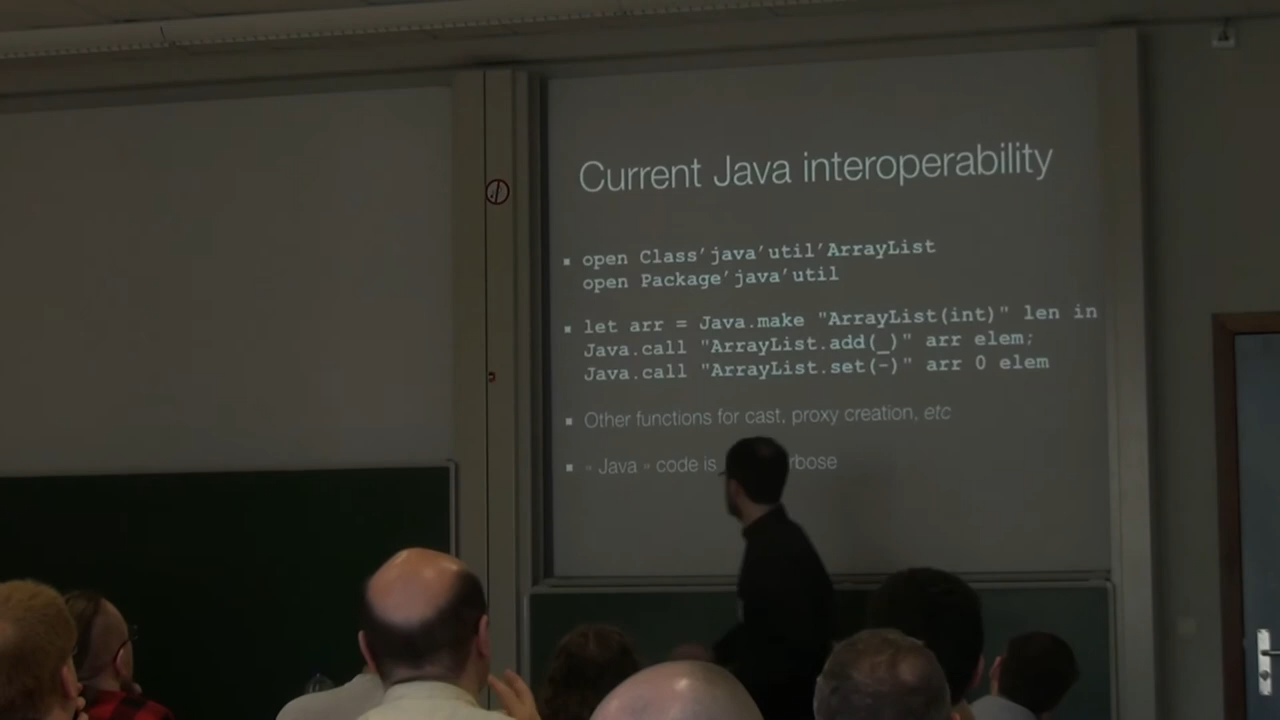 Current Java interoperability
▪ open Class'java'util'ArrayList
open Package'java'util
▪ let arr = Java.make "ArrayList(int)" len in
Java.call "ArrayList.add(_)" arr elem;
Java.call "ArrayList.set(-)" arr 0 elem
▪ Other functions for cast, proxy creation, etc
▪ « Java » code is